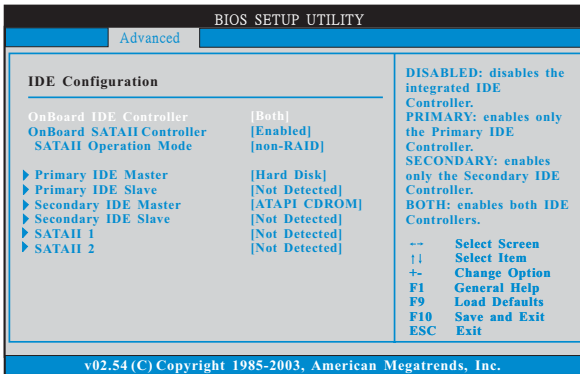 BIOS SETUP UTILITY
Advanced
IDE Configuration
OnBoard IDE Controller [Both]
OnBoard SATAII Controller [Enabled]
SATAII Operation Mode [non-RAID]
Primary IDE Master [Hard Disk]
Primary IDE Slave [Not Detected]
Secondary IDE Master [ATAPI CDROM]
Secondary IDE Slave [Not Detected]
SATAII 1 [Not Detected]
SATAII 2 [Not Detected]
DISABLED: disables the
integrated IDE
Controller.
PRIMARY: enables only
the Primary IDE
Controller.
SECONDARY: enables
only the Secondary IDE
Controller.
BOTH: enables both IDE
Controllers.
←→ Select Screen
↑↓ Select Item
+- Change Option
F1 General Help
F9 Load Defaults
F10 Save and Exit
ESC Exit
v02.54 (C) Copyright 1985-2003, American Megatrends, Inc.